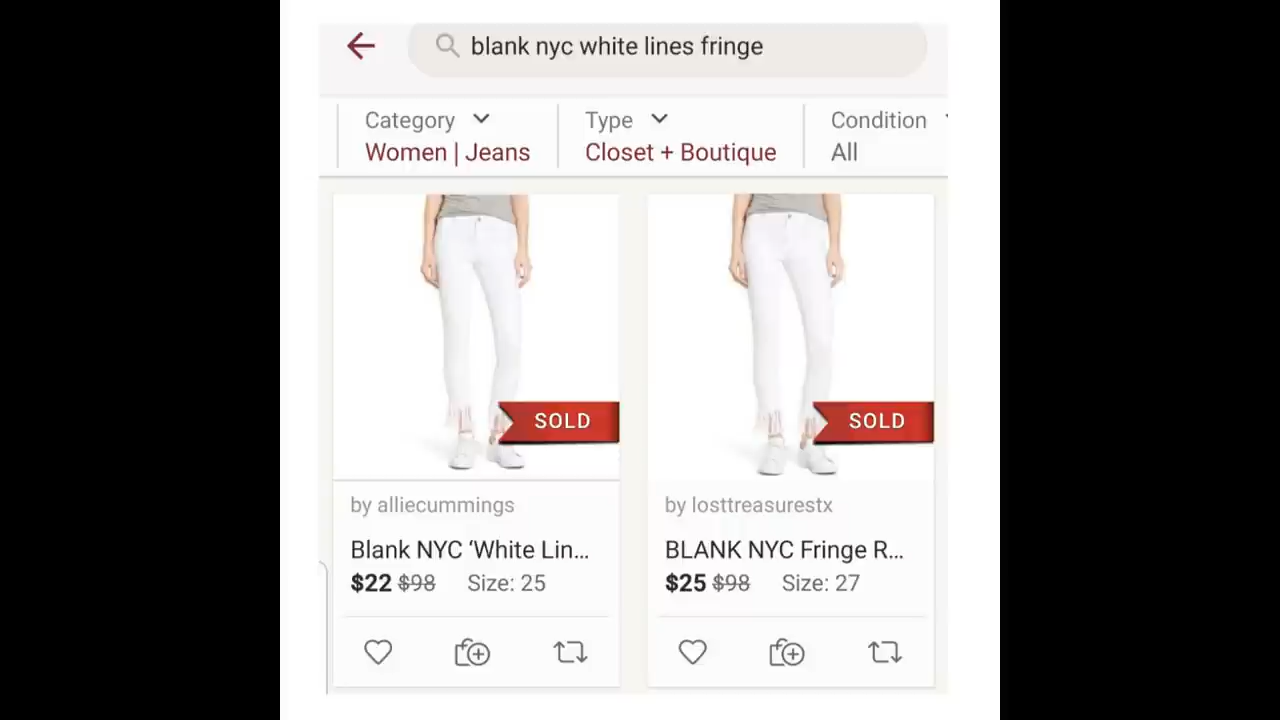 blank nyc white lines fringe
Category Type Condition
Women | Jeans Closet + Boutique All
SOLD SOLD
by alliecummings by losttreasurestx
Blank NYC ‘White Lin... BLANK NYC Fringe R...
$22 $98 Size: 25 $25 $98 Size: 27